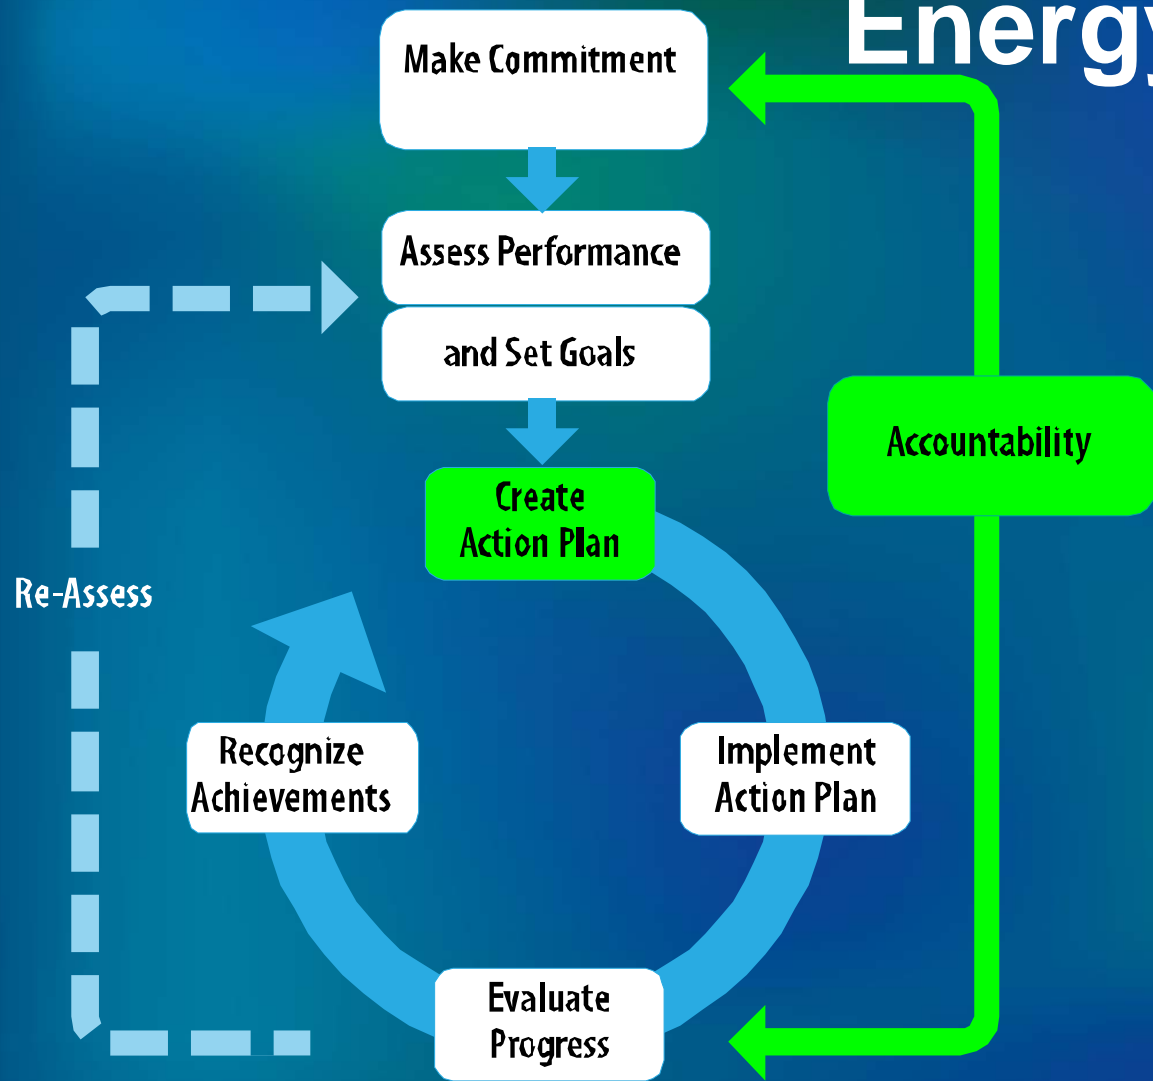 Energy
Make Commitment
Assess Performance
and Set Goals
Accountability
Create
Action Plan
Re-Assess
Recognize
Achievements
Implement
Action Plan
Evaluate
Progress